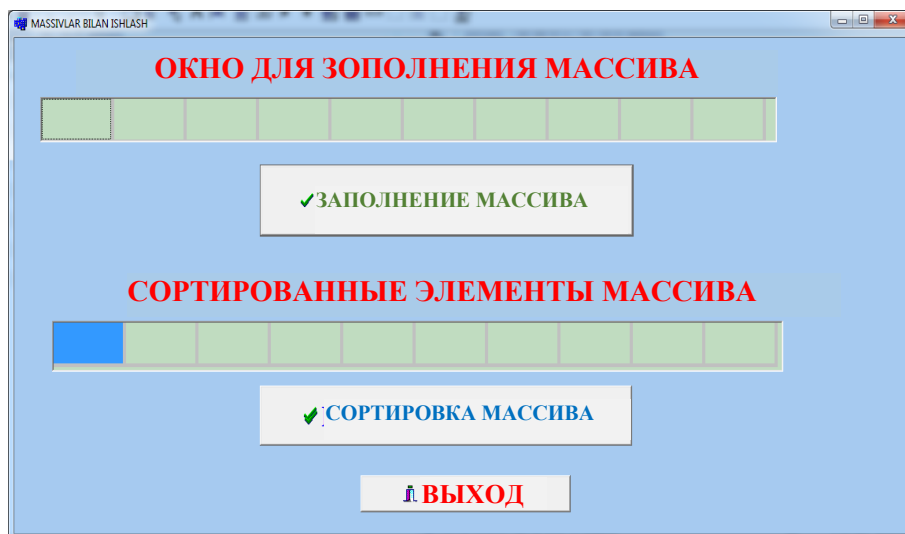 MASSIVLAR BILAN ISHLASH
ОКНО ДЛЯ ЗОПОЛНЕНИЯ МАССИВА
ЗАПОЛНЕНИЕ МАССИВА
СОРТИРОВАННЫЕ ЭЛЕМЕНТЫ МАССИВА
СОРТИРОВКА МАССИВА
ВЫХОД